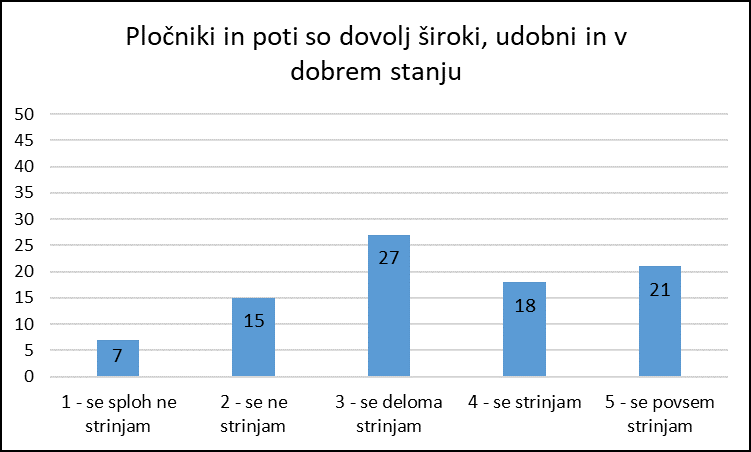 Pločniki in poti so dovolj široki, udobni in v
dobrem stanju
50
45
40
35
30
25
20
15
10
5
0
7
15
27
18
21
1 - se sploh ne
strinjam
2 - se ne
strinjam
3 - se deloma
strinjam
4 - se strinjam
5 - se povsem
strinjam